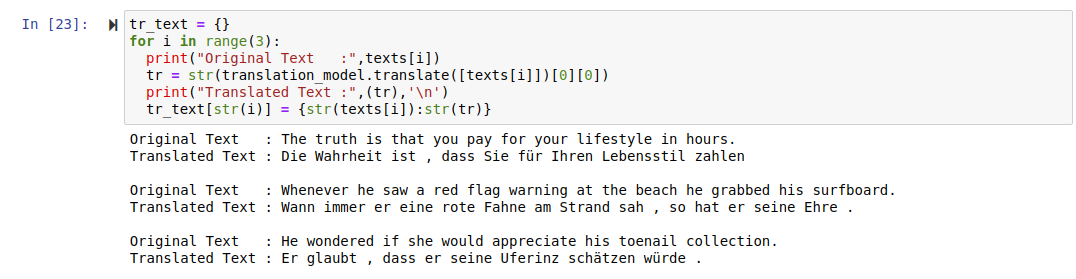 In [23]:
tr_text = {}
for i in range(3):
  print("Original Text   :",texts[i])
  tr = str(translation_model.translate([texts[i]])[0][0])
  print("Translated Text :",(tr),'\n')
  tr_text[str(i)] = {str(texts[i]):str(tr)}
Original Text   : The truth is that you pay for your lifestyle in hours.
Translated Text : Die Wahrheit ist , dass Sie für Ihren Lebensstil zahlen
Original Text   : Whenever he saw a red flag warning at the beach he grabbed his surfboard.
Translated Text : Wann immer er eine rote Fahne am Strand sah , so hat er seine Ehre .
Original Text   : He wondered if she would appreciate his toenail collection.
Translated Text : Er glaubt , dass er seine Uferinz schätzen würde .